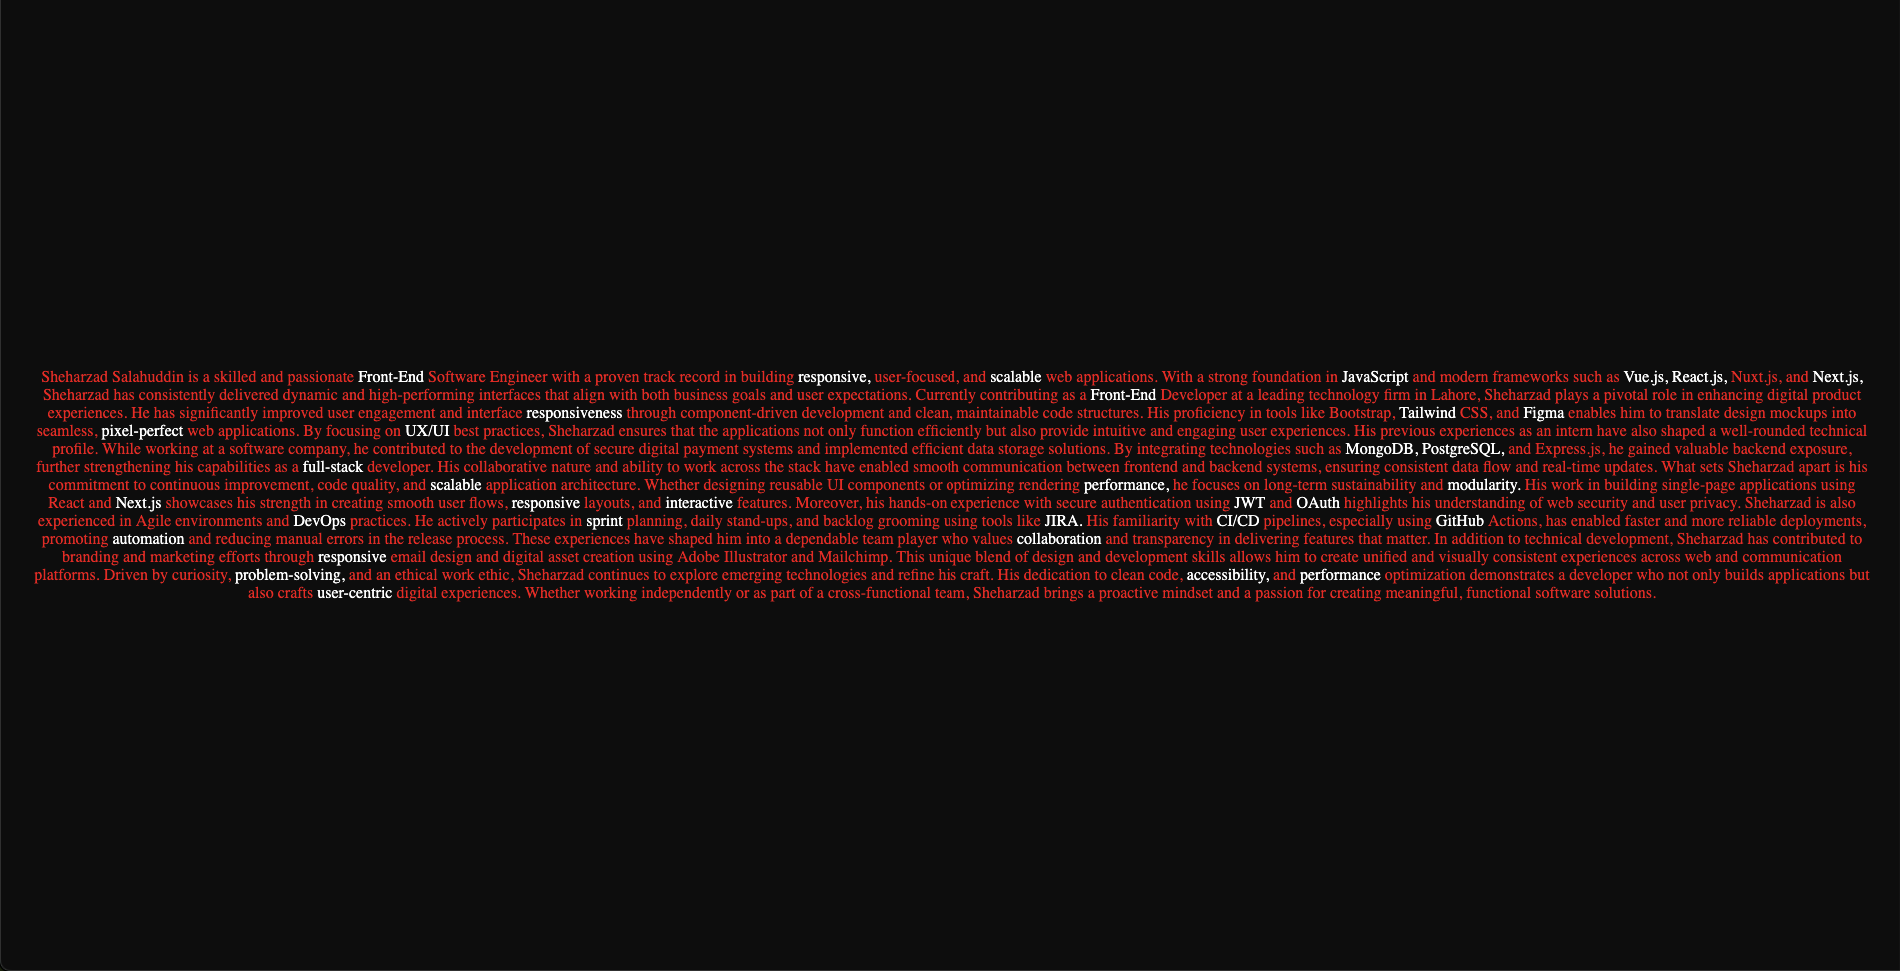 Sheharzad Salahuddin is a skilled and passionate Front-End Software Engineer with a proven track record in building responsive, user-focused, and scalable web applications. With a strong foundation in JavaScript and modern frameworks such as Vue.js, React.js, Nuxt.js, and Next.js,
Sheharzad has consistently delivered dynamic and high-performing interfaces that align with both business goals and user expectations. Currently contributing as a Front-End Developer at a leading technology firm in Lahore, Sheharzad plays a pivotal role in enhancing digital product
experiences. He has significantly improved user engagement and interface responsiveness through component-driven development and clean, maintainable code structures. His proficiency in tools like Bootstrap, Tailwind CSS, and Figma enables him to translate design mockups into
seamless, pixel-perfect web applications. By focusing on UX/UI best practices, Sheharzad ensures that the applications not only function efficiently but also provide intuitive and engaging user experiences. His previous experiences as an intern have also shaped a well-rounded technical
profile. While working at a software company, he contributed to the development of secure digital payment systems and implemented efficient data storage solutions. By integrating technologies such as MongoDB, PostgreSQL, and Express.js, he gained valuable backend exposure,
further strengthening his capabilities as a full-stack developer. His collaborative nature and ability to work across the stack have enabled smooth communication between frontend and backend systems, ensuring consistent data flow and real-time updates. What sets Sheharzad apart is his
commitment to continuous improvement, code quality, and scalable application architecture. Whether designing reusable UI components or optimizing rendering performance, he focuses on long-term sustainability and modularity. His work in building single-page applications using
React and Next.js showcases his strength in creating smooth user flows, responsive layouts, and interactive features. Moreover, his hands-on experience with secure authentication using JWT and OAuth highlights his understanding of web security and user privacy. Sheharzad is also
experienced in Agile environments and DevOps practices. He actively participates in sprint planning, daily stand-ups, and backlog grooming using tools like JIRA. His familiarity with CI/CD pipelines, especially using GitHub Actions, has enabled faster and more reliable deployments,
promoting automation and reducing manual errors in the release process. These experiences have shaped him into a dependable team player who values collaboration and transparency in delivering features that matter. In addition to technical development, Sheharzad has contributed to
branding and marketing efforts through responsive email design and digital asset creation using Adobe Illustrator and Mailchimp. This unique blend of design and development skills allows him to create unified and visually consistent experiences across web and communication
platforms. Driven by curiosity, problem-solving, and an ethical work ethic, Sheharzad continues to explore emerging technologies and refine his craft. His dedication to clean code, accessibility, and performance optimization demonstrates a developer who not only builds applications but
also crafts user-centric digital experiences. Whether working independently or as part of a cross-functional team, Sheharzad brings a proactive mindset and a passion for creating meaningful, functional software solutions.